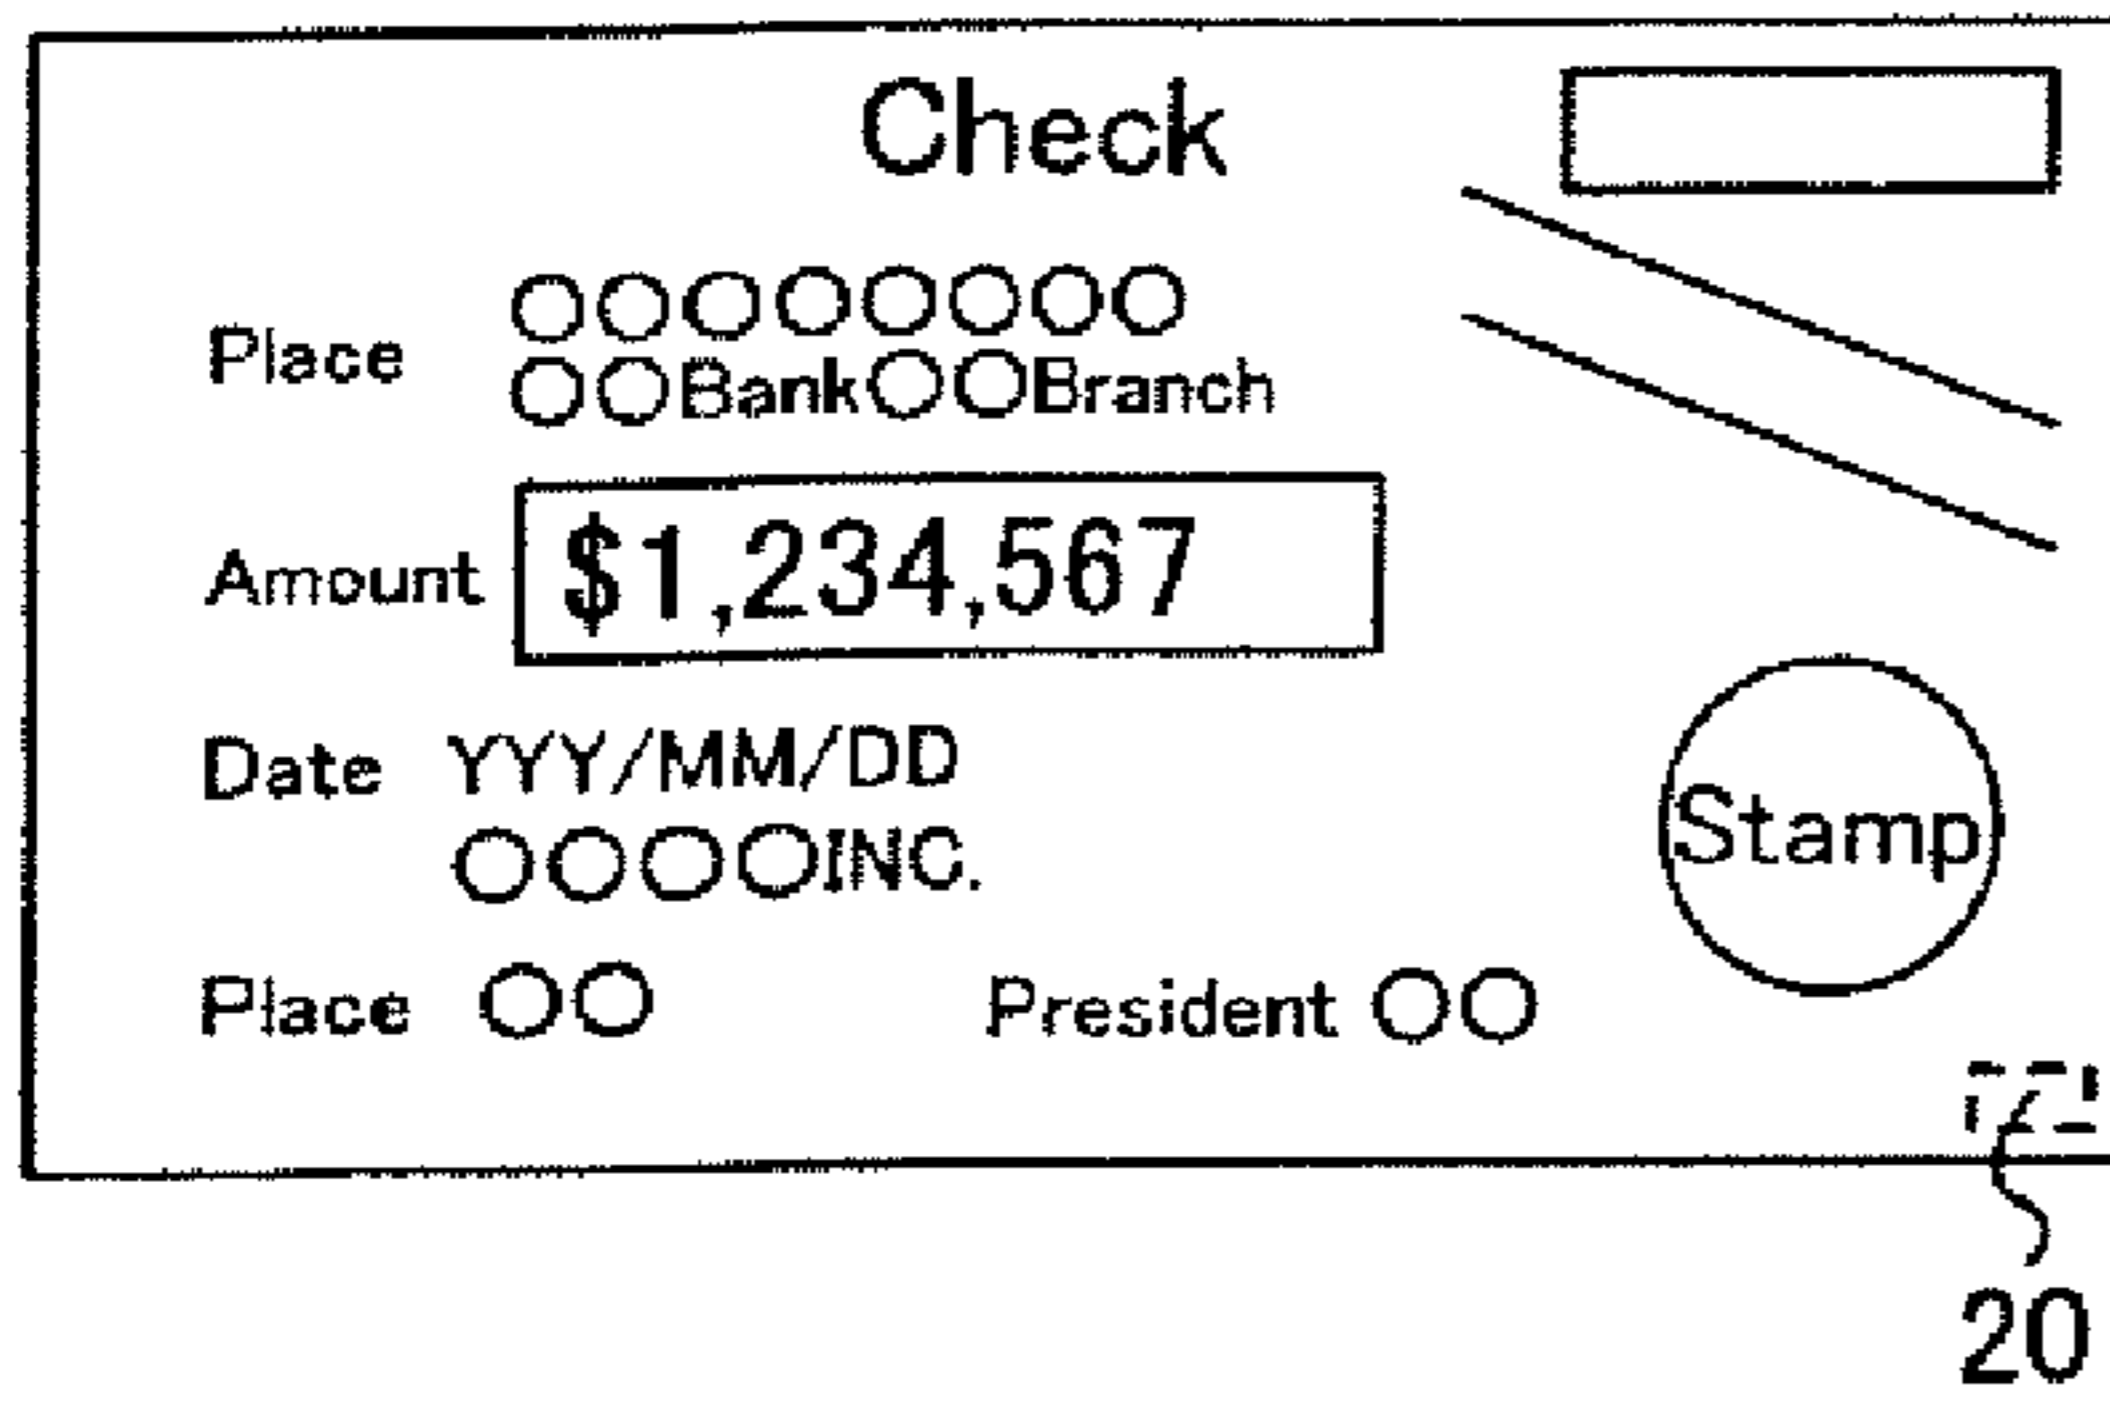 Check
Place ○○○○○○○○
○○Bank○○Branch
Amount $1,234,567
Date YYY/MM/DD
○○○○INC.
Stamp
Place ○○ President ○○
20